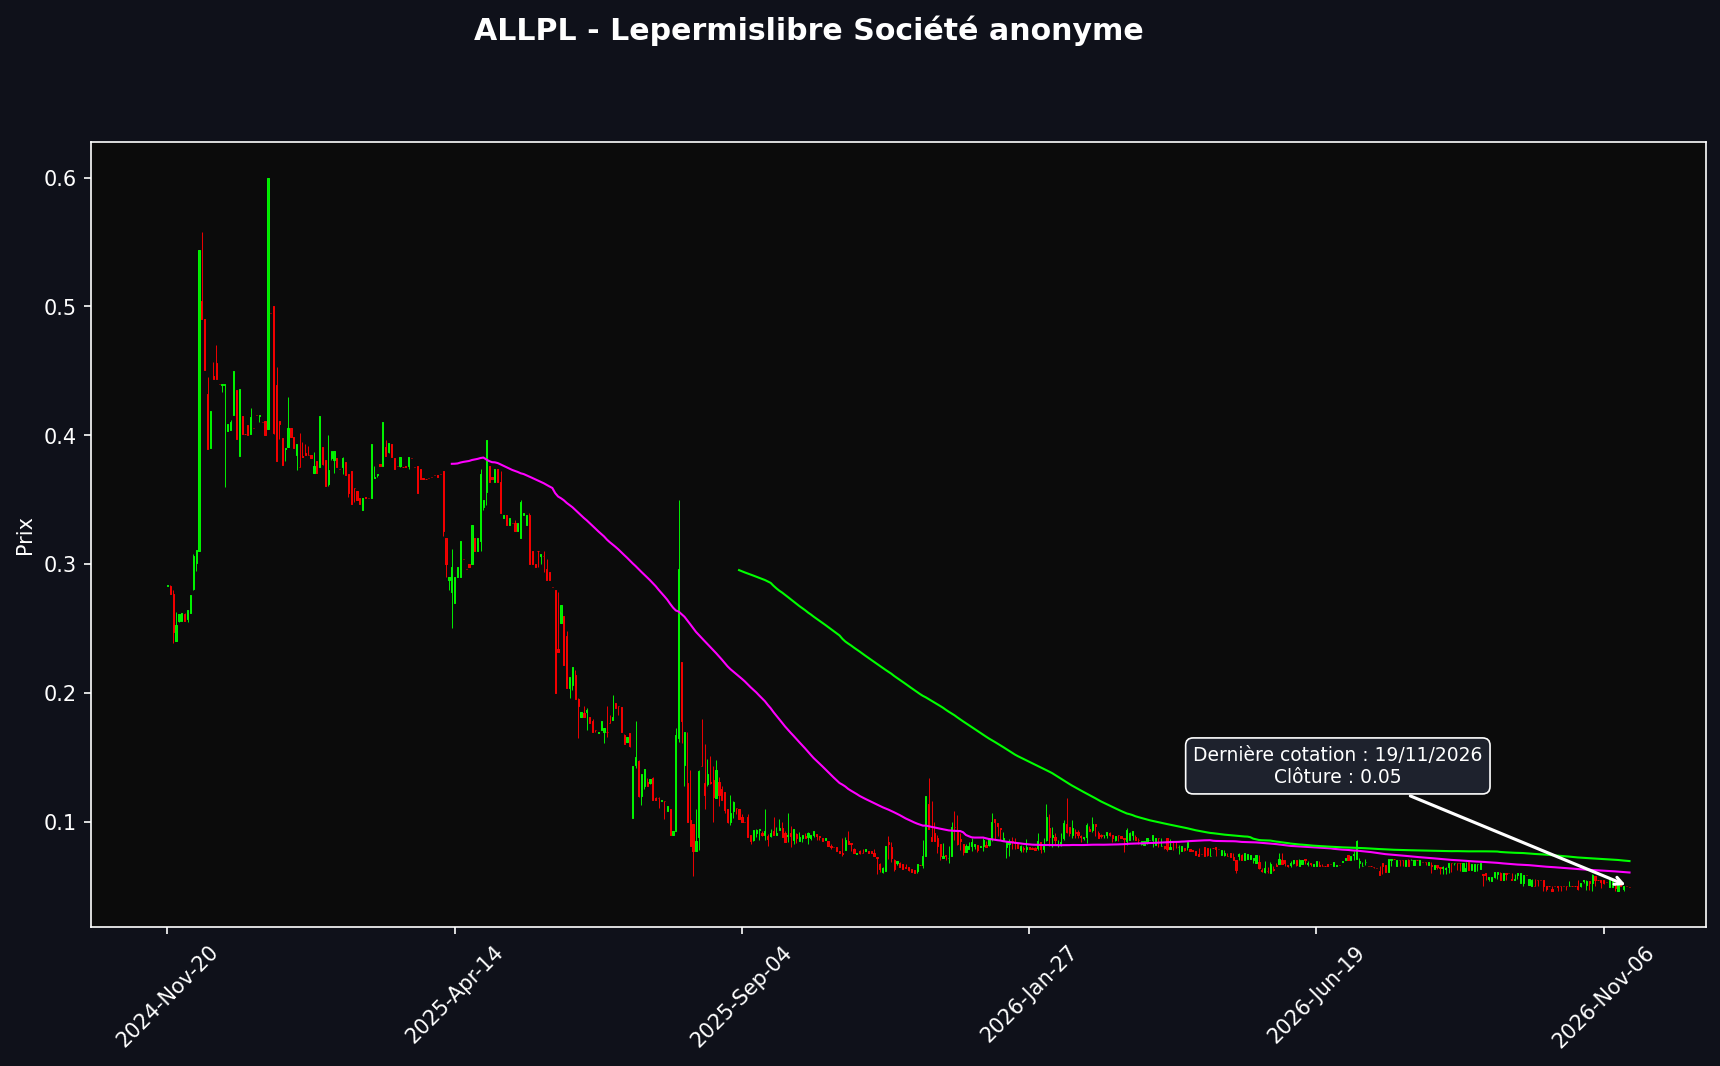 ALLPL - Lepermislibre Société anonyme
Prix
0.6
0.5
0.4
0.3
0.2
0.1
Dernière cotation : 19/11/2026
Clôture : 0.05
2024-Nov-20
2025-Apr-14
2025-Sep-04
2026-Jan-27
2026-Jun-19
2026-Nov-06